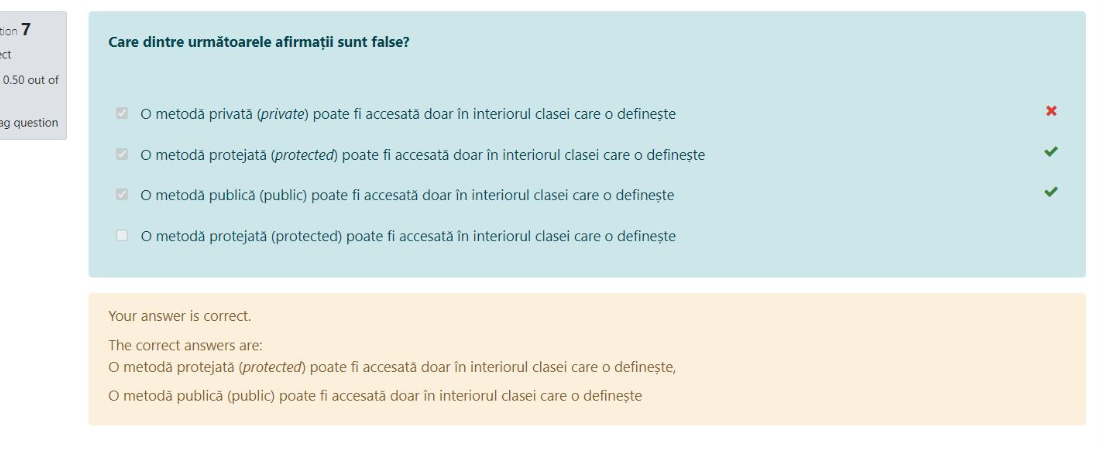 tion 7
ect
0.50 out of
ag question
Care dintre următoarele afirmații sunt false?
O metodă privată (private) poate fi accesată doar în interiorul clasei care o definește
O metodă protejată (protected) poate fi accesată doar în interiorul clasei care o definește
O metodă publică (public) poate fi accesată doar în interiorul clasei care o definește
O metodă protejată (protected) poate fi accesată în interiorul clasei care o definește
Your answer is correct.
The correct answers are:
O metodă protejată (protected) poate fi accesată doar în interiorul clasei care o definește,
O metodă publică (public) poate fi accesată doar în interiorul clasei care o definește